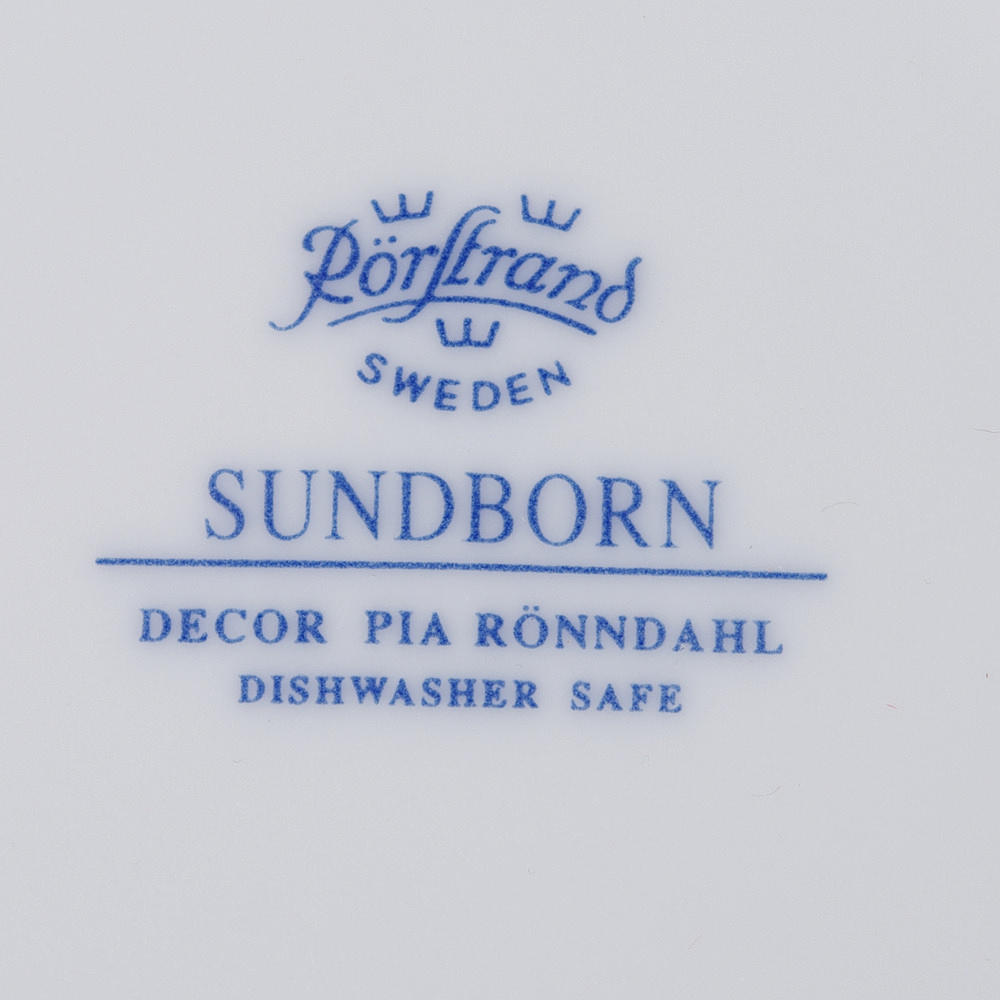 Rörstrand
SWEDEN
SUNDBORN
DECOR PIA RÖNNDAHL
DISHWASHER SAFE